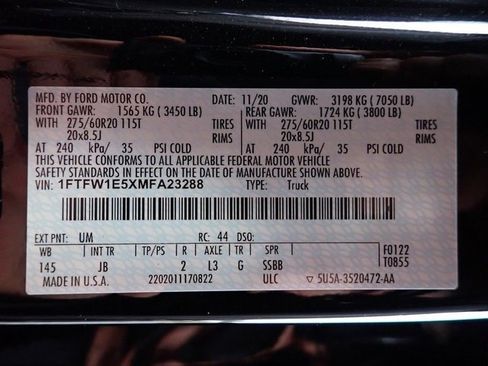 MFD. BY FORD MOTOR CO. DATE: 11/20 GVWR: 3198 KG ( 7050 LB)
FRONT GAWR: 1565 KG ( 3450 LB) REAR GAWR: 1724 KG ( 3800 LB)
WITH 275/60R20 115T TIRES WITH 275/60R20 115T TIRES
20x8.5J RIMS 20x8.5J RIMS
AT 240 kPa/ 35 PSI COLD AT 240 kPa/ 35 PSI COLD
THIS VEHICLE CONFORMS TO ALL APPLICABLE FEDERAL MOTOR VEHICLE
SAFETY STANDARDS IN EFFECT ON THE DATE OF MANUFACTURE SHOWN ABOVE.
VIN: 1FTFW1E5XMFA23288 TYPE: Truck
EXT PNT: UM RC: 44 DSO: F0122
WB INT TR TP/PS R AXLE TR SPR T0855
145 JB 2 L3 G SSBB
MADE IN U.S.A. 2202011170822 ULC 5U5A-3520472-AA